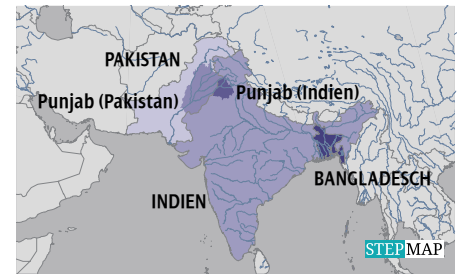 PAKISTAN
Punjab (Pakistan)
Punjab (Indien)
BANGLADESCH
INDIEN
STEPMAP